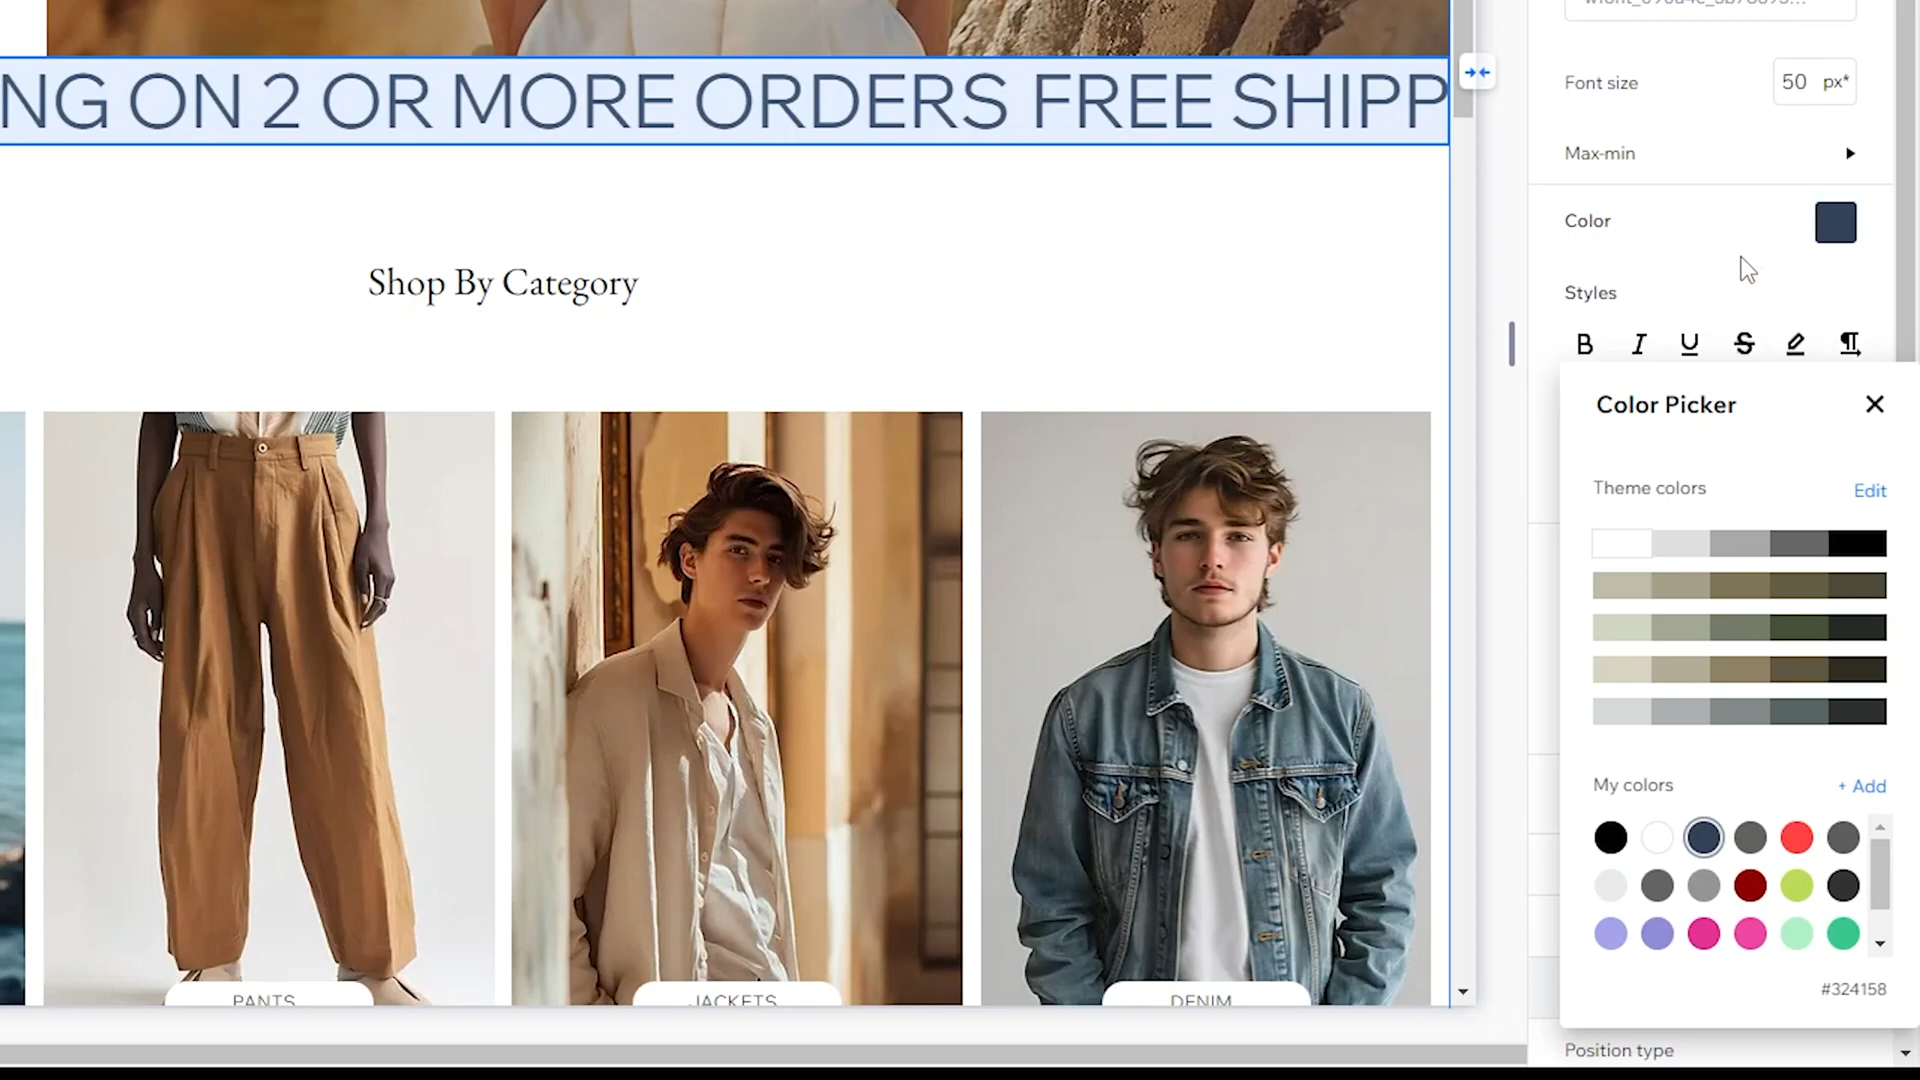 NG ON 2 OR MORE ORDERS FREE SHIPP
Shop By Category
PANTS
JACKETS
DENIM
Font size
50 px*
Max-min
Color
Styles
B I U S
Color Picker
Theme colors
Edit
My colors
+ Add
#324158
Position type